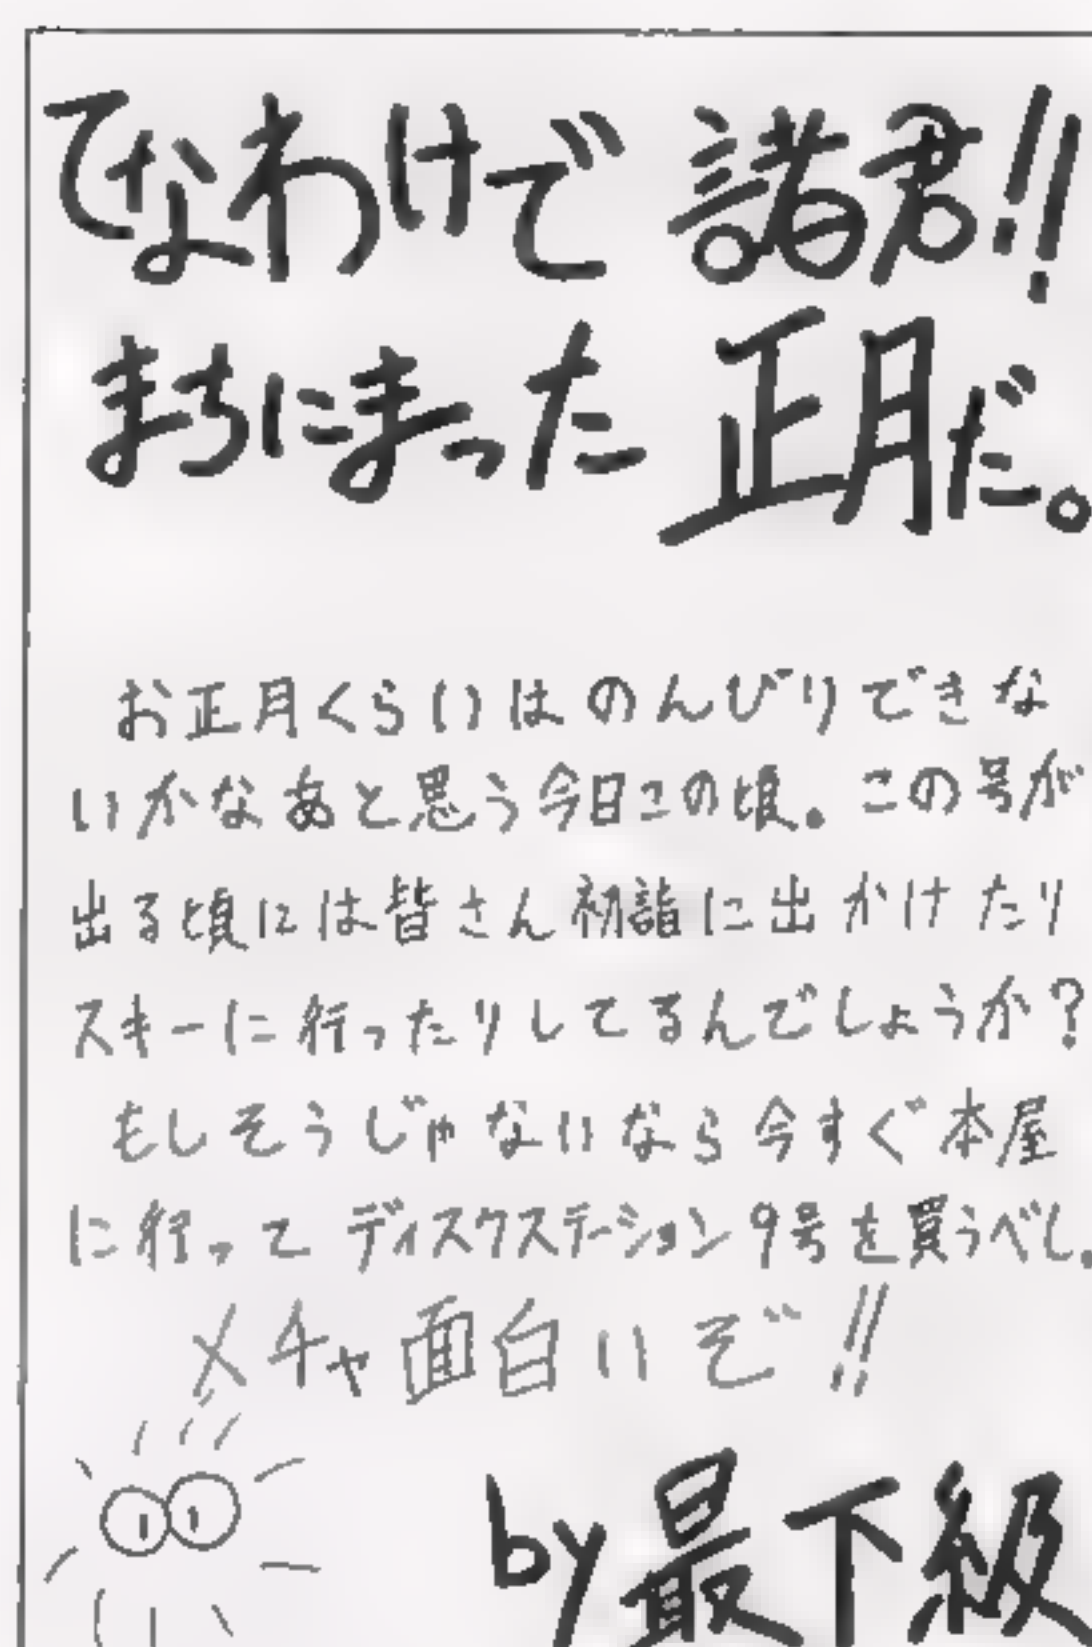 てなわけで 諸君!!
まちにまった 正月だ。
お正月くらいはのんびりできな
いかなあと思う今日この頃。この号が
出る頃には皆さん初詣に出かけたり
スキーに行ったりしてるんでしょうか?
もしそうじゃないなら今すぐ本屋
に行って ディスクステーション9号を買うべし。
メチャ面白いぞ!!
by最下級